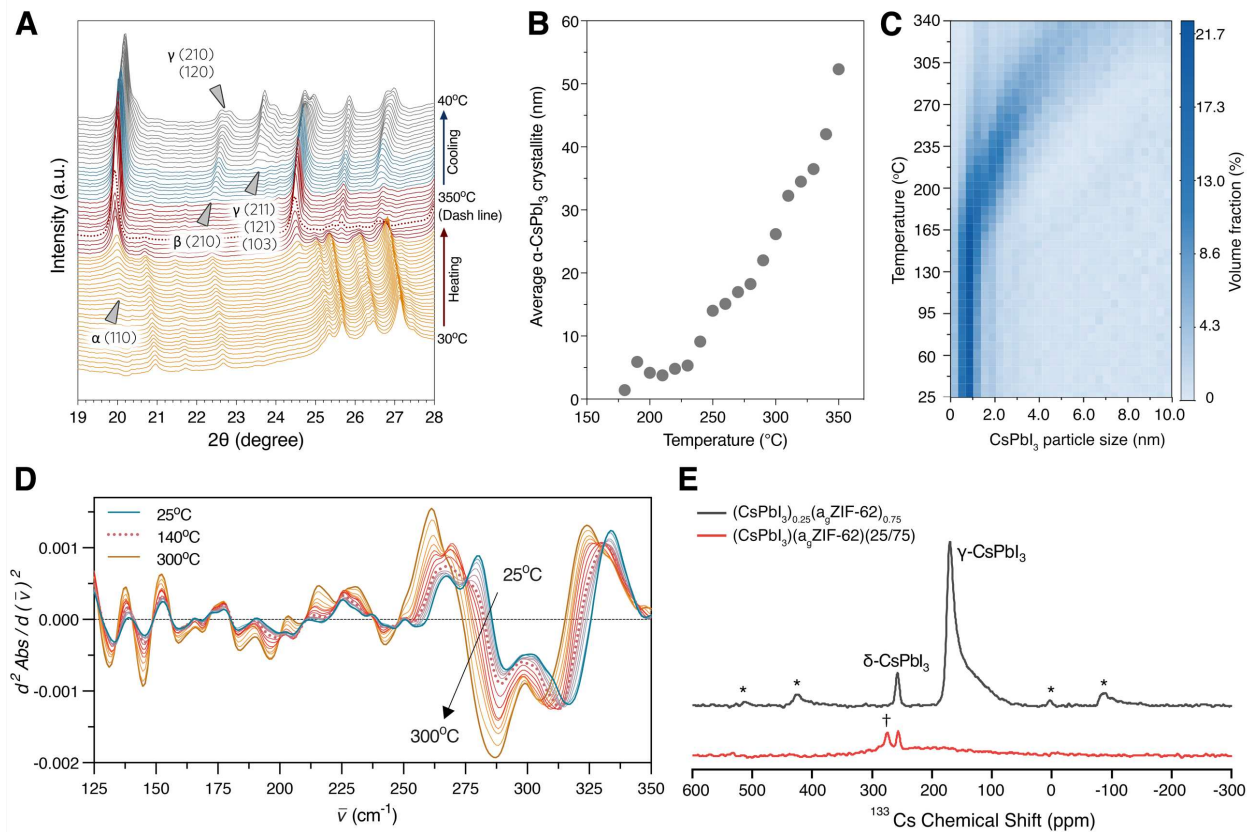 A
γ (210)
(120)
40°C
Cooling
350°C
(Dash line)
γ (211)
(121)
(103)
β (210)
Heating
α (110)
30°C
Intensity (a.u.)
19 20 21 22 23 24 25 26 27 28
2θ (degree)
B
60
50
40
30
20
10
0
150 200 250 300 350
Average α-CsPbI₃ crystallite (nm)
Temperature (°C)
C
340
305
270
235
200
165
130
95
60
25
0 2.0 4.0 6.0 8.0 10.0
Temperature (°C)
CsPbI₃ particle size (nm)
21.7
17.3
13.0
8.6
4.3
0
Volume fraction (%)
D
25°C
140°C
300°C
25°C
300°C
0.001
0.000
-0.001
-0.002
d² Abs / d (ν̄)²
125 150 175 200 225 250 275 300 325 350
ν̄ (cm⁻¹)
E
(CsPbI₃)₀.₂₅(a_gZIF-62)₀.₇₅
(CsPbI₃)(a_gZIF-62)(25/75)
γ-CsPbI₃
δ-CsPbI₃
* * * *
†
600 500 400 300 200 100 0 -100 -200 -300
¹³³Cs Chemical Shift (ppm)